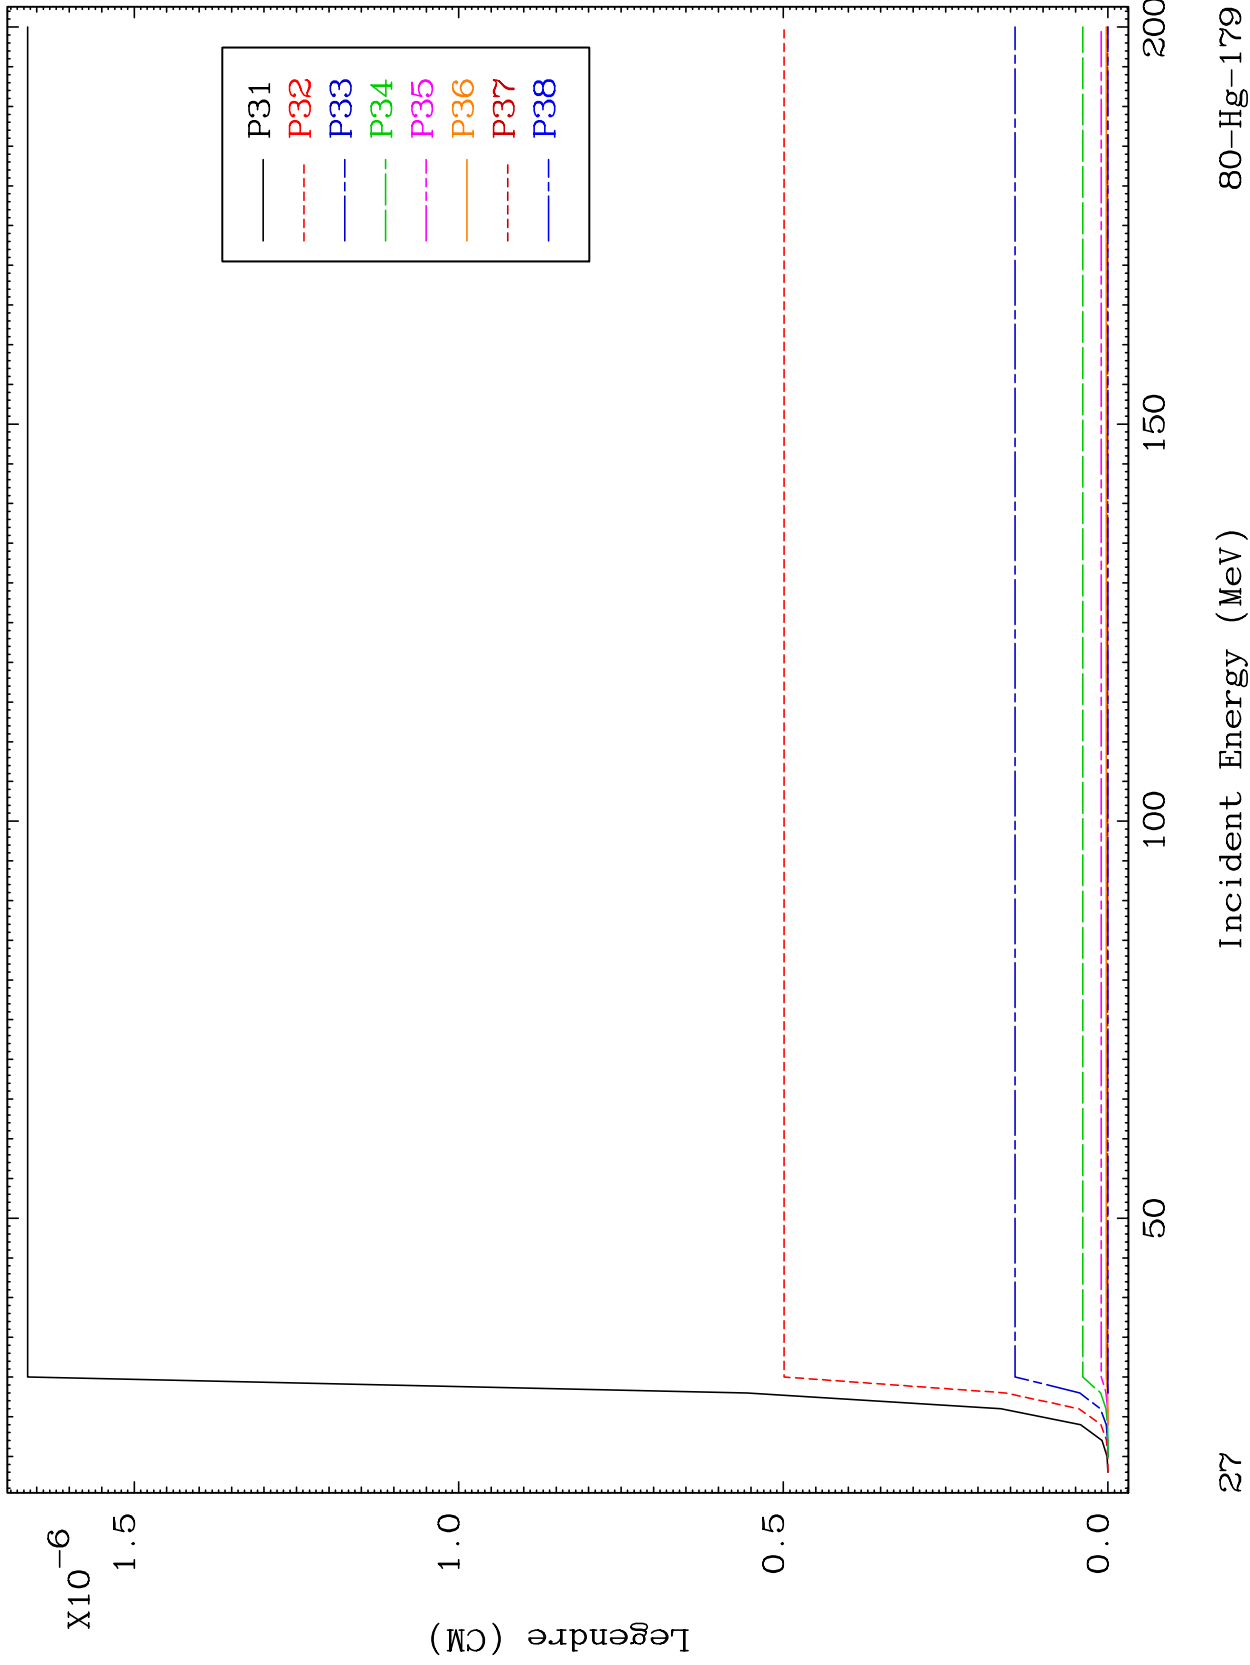 X10-6
1.5
1.0
0.5
0.0
Legendre (CM)
P31
P32
P33
P34
P35
P36
P37
P38
50
100
150
200
27
Incident Energy (MeV)
80-Hg-179